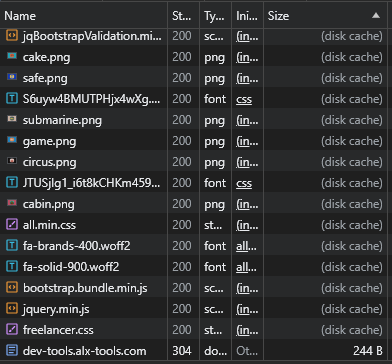 Name St... Ty... Ini... Size
jqBootstrapValidation.mi... 200 sc... (in... (disk cache)
cake.png 200 png (in... (disk cache)
safe.png 200 png (in... (disk cache)
S6uyw4BMUTPHjx4wXg.... 200 font css (disk cache)
submarine.png 200 png (in... (disk cache)
game.png 200 png (in... (disk cache)
circus.png 200 png (in... (disk cache)
JTUSjIg1_i6t8kCHKm459... 200 font css (disk cache)
cabin.png 200 png (in... (disk cache)
all.min.css 200 st... (in... (disk cache)
fa-brands-400.woff2 200 font all... (disk cache)
fa-solid-900.woff2 200 font all... (disk cache)
bootstrap.bundle.min.js 200 sc... (in... (disk cache)
jquery.min.js 200 sc... (in... (disk cache)
freelancer.css 200 st... (in... (disk cache)
dev-tools.alx-tools.com 304 do... Ot... 244 B